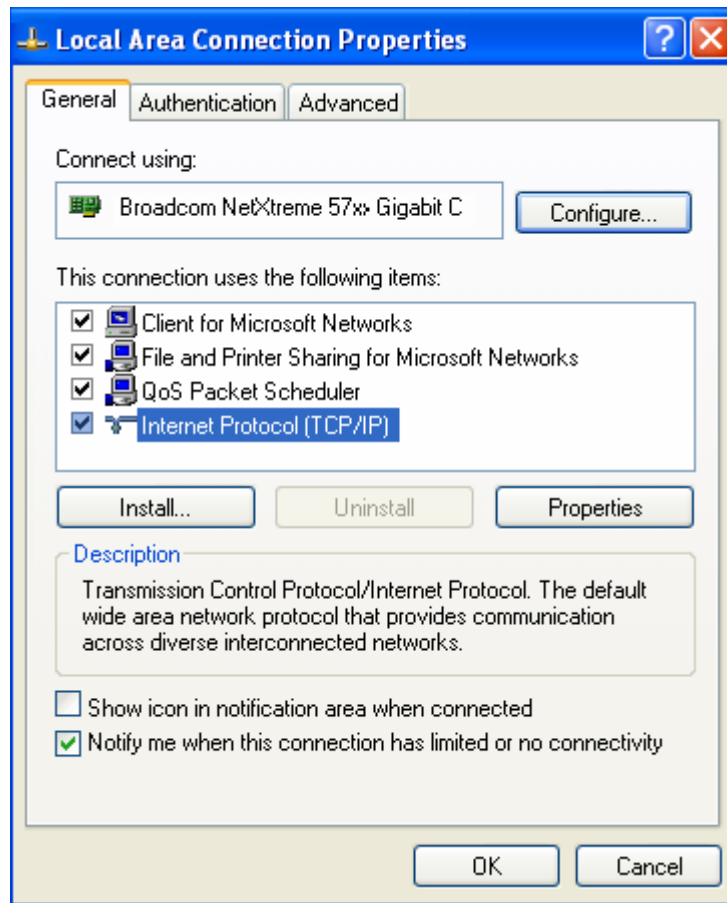 Local Area Connection Properties
General
Authentication
Advanced
Connect using:
Broadcom NetXtreme 57xx Gigabit C
Configure...
This connection uses the following items:
Client for Microsoft Networks
File and Printer Sharing for Microsoft Networks
QoS Packet Scheduler
Internet Protocol (TCP/IP)
Install...
Uninstall
Properties
Description
Transmission Control Protocol/Internet Protocol. The default
wide area network protocol that provides communication
across diverse interconnected networks.
Show icon in notification area when connected
Notify me when this connection has limited or no connectivity
OK
Cancel